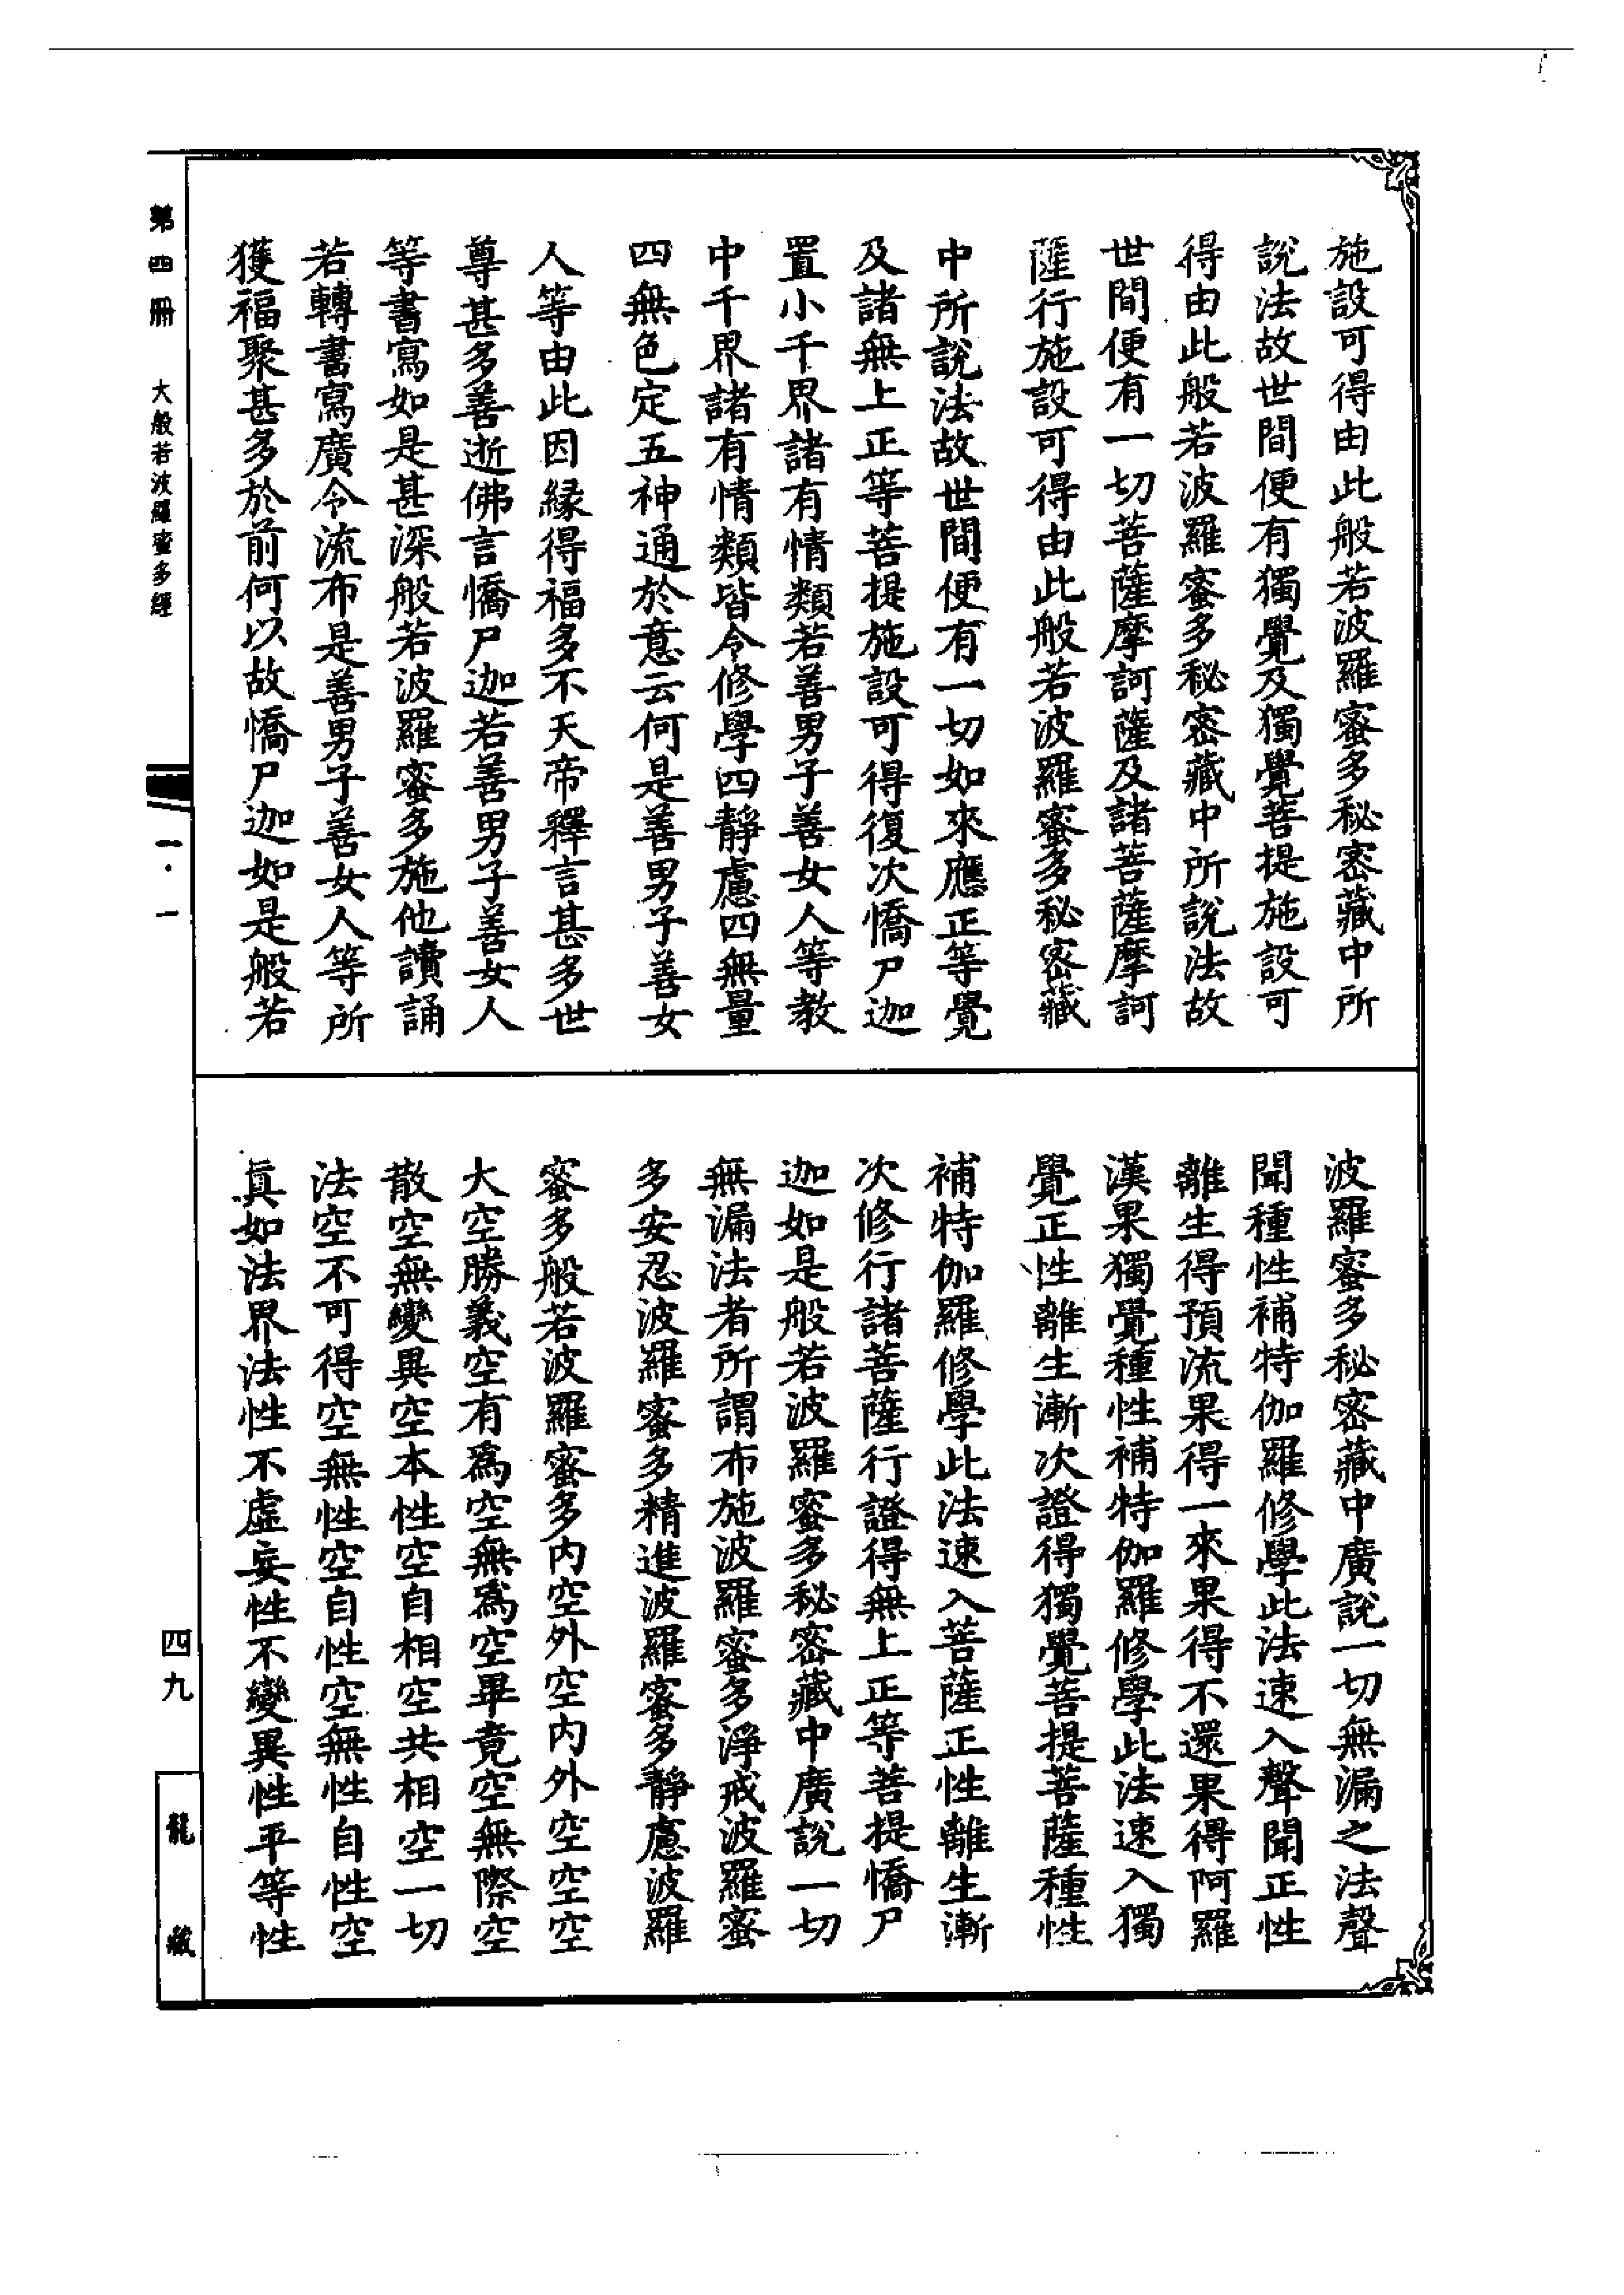 施設可得由此般若波羅蜜多秘密藏中所
說法故世間便有獨覺及獨覺菩提施設可
得由此般若波羅蜜多秘密藏中所說法故
世間便有一切菩薩摩訶薩及諸菩薩摩訶
薩行施設可得由此般若波羅蜜多秘密藏
中所說法故世間便有一切如來應正等覺
及諸無上正等菩提施設可得復次憍尸迦
置小千界諸有情類若善男子善女人等教
中千界諸有情類皆令修學四靜慮四無量
四無色定五神通於意云何是善男子善女
人等由此因緣得福多不天帝釋言甚多世
尊甚多善逝佛言憍尸迦若善男子善女人
等書寫如是甚深般若波羅蜜多施他讀誦
若轉書寫廣令流布是善男子善女人等所
獲福聚甚多於前何以故憍尸迦如是般若
波羅蜜多秘密藏中廣說一切無漏之法聲
聞種性補特伽羅修學此法速入聲聞正性
離生得預流果得一來果得不還果得阿羅
漢果獨覺種性補特伽羅修學此法速入獨
覺正性離生漸次證得獨覺菩提菩薩種性
補特伽羅修學此法速入菩薩正性離生漸
次修行諸菩薩行證得無上正等菩提憍尸
迦如是般若波羅蜜多秘密藏中廣說一切
無漏法者所謂布施波羅蜜多淨戒波羅蜜
多安忍波羅蜜多精進波羅蜜多靜慮波羅
蜜多般若波羅蜜多內空外空內外空空空
大空勝義空有為空無為空畢竟空無際空
散空無變異空本性空自相空共相空一切
法空不可得空無性空自性空無性自性空
真如法界法性不虛妄性不變異性平等性
第四冊 大般若波羅蜜多經
一·一
四九
龍藏